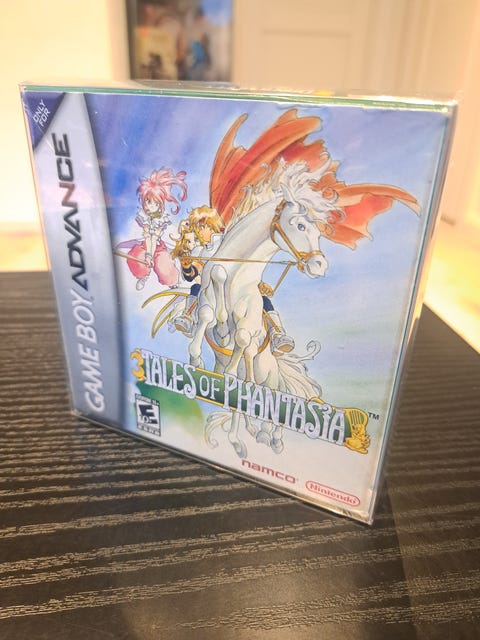 ONLY
FOR
GAME BOY ADVANCE
TALES OF PHANTASIA
TM
E
namco
Nintendo